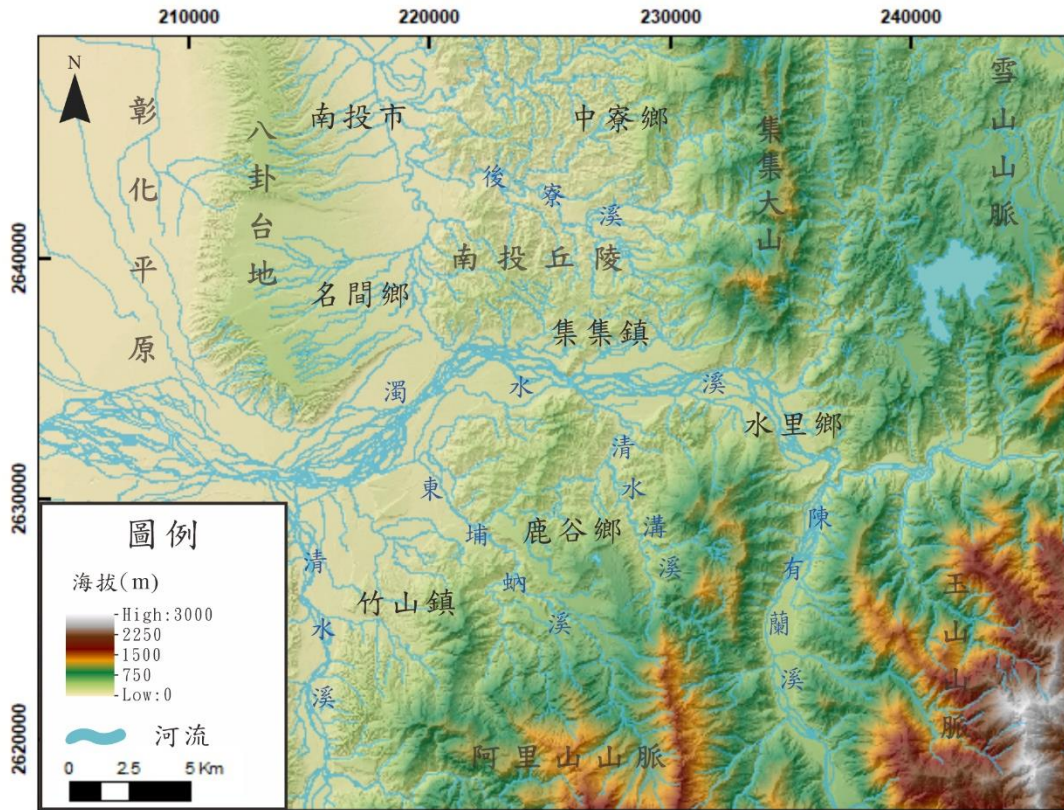 210000
220000
230000
240000
2640000
2630000
2620000
N
彰化平原
八卦台地
南投市
中寮鄉
集集大山
雪山山脈
後寮溪
南投丘陵
名間鄉
集集鎮
濁水溪
水里鄉
清水溝溪
東埔蚋溪
鹿谷鄉
陳有蘭溪
竹山鎮
清水溪
玉山山脈
阿里山山脈
圖例
海拔(m)
High:3000
2250
1500
750
Low:0
河流
0 2.5 5 Km